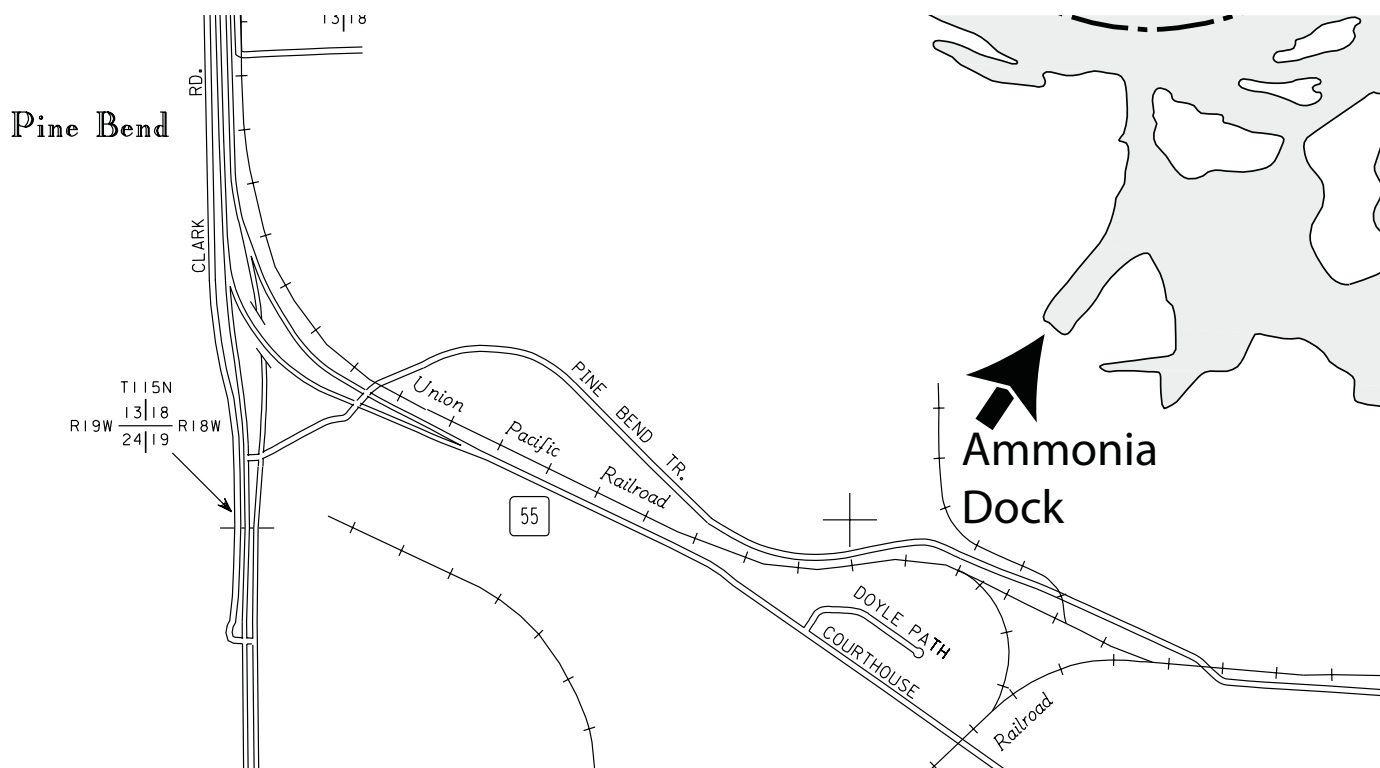 13|18
RD.
Pine Bend
CLARK
T115N
13|18
R19W R18W
24|19
Union
Pacific
Railroad
PINE BEND TR.
55
Ammonia
Dock
DOYLE PATH
COURTHOUSE
Railroad